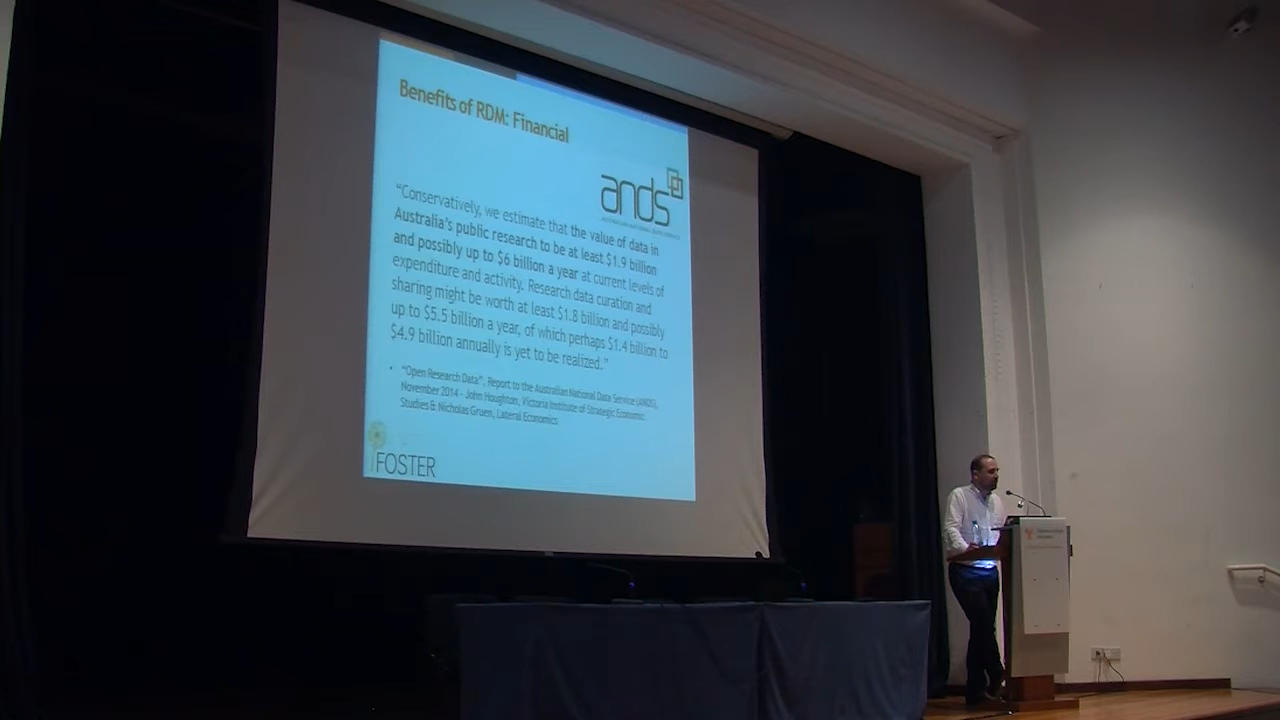 Benefits of RDM: Financial
ands
"Conservatively, we estimate that the value of data in
Australia's public research to be at least $1.9 billion
and possibly up to $6 billion a year at current levels of
expenditure and activity. Research data curation and
sharing might be worth at least $1.8 billion and possibly
up to $5.5 billion a year, of which perhaps $1.4 billion to
$4.9 billion annually is yet to be realized."
• "Open Research Data", Report to the Australian National Data Service (ANDS),
November 2014 - John Houghton, Victoria Institute of Strategic Economic
Studies & Nicholas Gruen, Lateral Economics
FOSTER